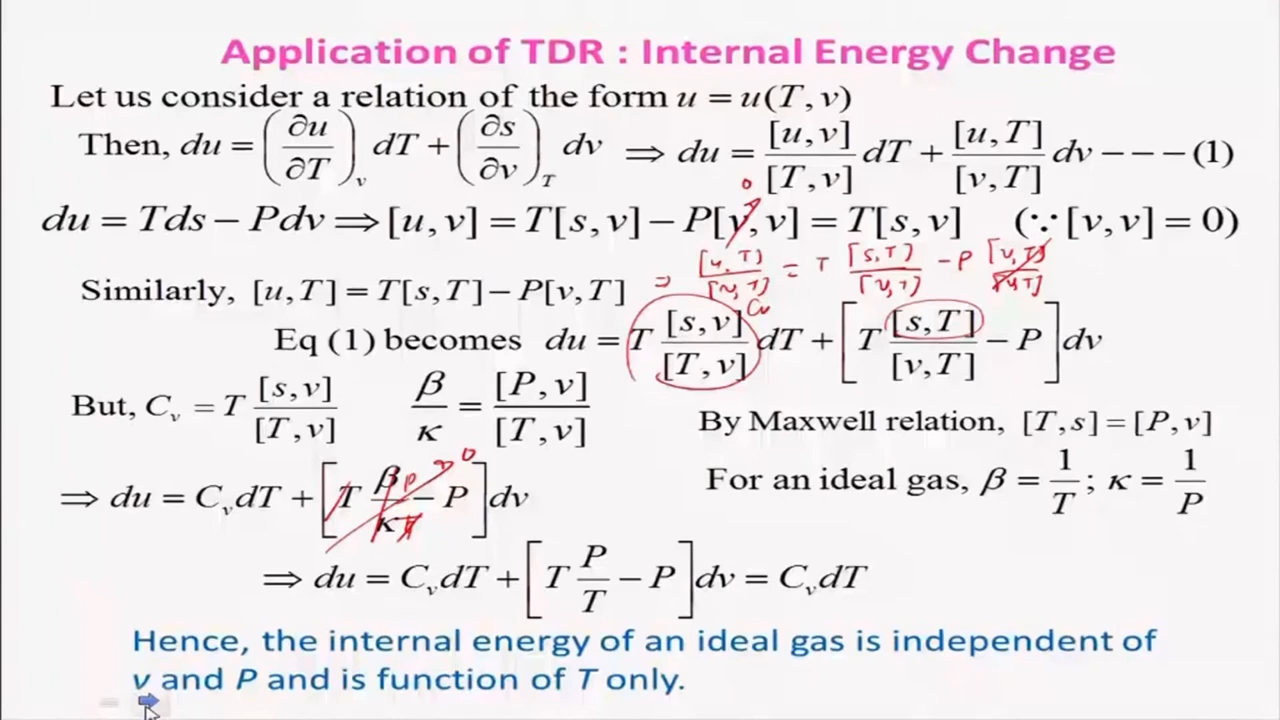 Application of TDR : Internal Energy Change
Let us consider a relation of the form u = u(T, v)
Then, du = (∂u/∂T)_v dT + (∂s/∂v)_T dv ⇒ du = [u, v]/[T, v] dT + [u, T]/[v, T] dv − − − (1)
0
du = Tds − Pdv ⇒ [u, v] = T[s, v] − P[v, v] = T[s, v] (∵ [v, v] = 0)
⇒ [u, T]/[v, T] = T [s, T]/[v, T] − P [v, T]/[v, T]
Similarly, [u, T] = T[s, T] − P[v, T]
Cv
Eq (1) becomes du = T [s, v]/[T, v] dT + [T [s, T]/[v, T] − P] dv
But, C_v = T [s, v]/[T, v] β/κ = [P, v]/[T, v] By Maxwell relation, [T, s] = [P, v]
For an ideal gas, β = 1/T ; κ = 1/P
⇒ du = C_v dT + [T β/κ − P] dv
P T 0
⇒ du = C_v dT + [T P/T − P] dv = C_v dT
Hence, the internal energy of an ideal gas is independent of
v and P and is function of T only.